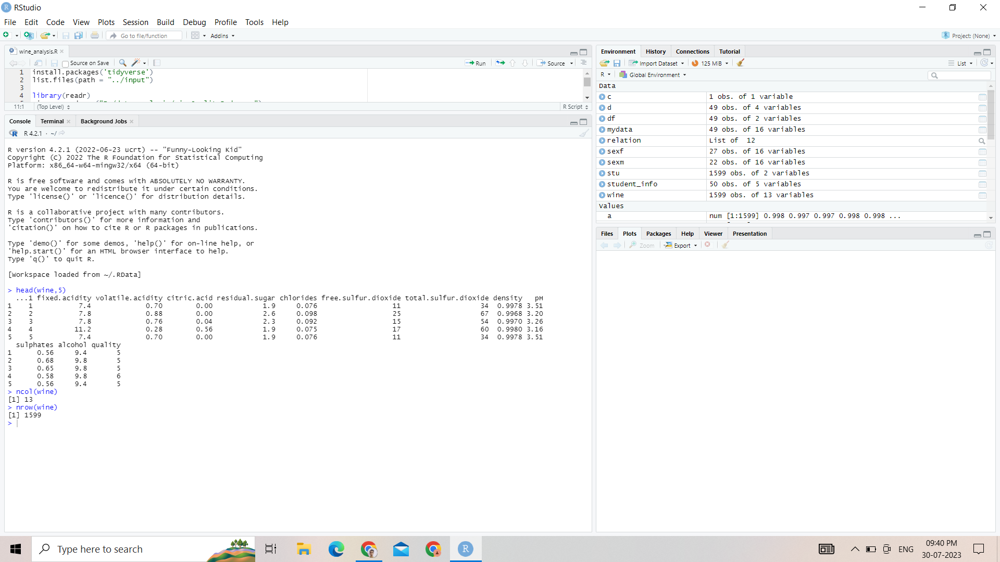 RStudio
File Edit Code View Plots Session Build Debug Profile Tools Help
Go to file/function Addins Project: (None)
wine_analysis.R
Source on Save Run Source
1 install.packages('tidyverse')
2 list.files(path = "../input")
3
4 library(readr)
11:1 (Top Level) R Script
Console Terminal Background Jobs
R 4.2.1 · ~/
R version 4.2.1 (2022-06-23 ucrt) -- "Funny-Looking Kid"
Copyright (C) 2022 The R Foundation for Statistical Computing
Platform: x86_64-w64-mingw32/x64 (64-bit)
R is free software and comes with ABSOLUTELY NO WARRANTY.
You are welcome to redistribute it under certain conditions.
Type 'license()' or 'licence()' for distribution details.
R is a collaborative project with many contributors.
Type 'contributors()' for more information and
'citation()' on how to cite R or R packages in publications.
Type 'demo()' for some demos, 'help()' for on-line help, or
'help.start()' for an HTML browser interface to help.
Type 'q()' to quit R.
[Workspace loaded from ~/.RData]
> head(wine,5)
...1 fixed.acidity volatile.acidity citric.acid residual.sugar chlorides free.sulfur.dioxide total.sulfur.dioxide density pH
1 1 7.4 0.70 0.00 1.9 0.076 11 34 0.9978 3.51
2 2 7.8 0.88 0.00 2.6 0.098 25 67 0.9968 3.20
3 3 7.8 0.76 0.04 2.3 0.092 15 54 0.9970 3.26
4 4 11.2 0.28 0.56 1.9 0.075 17 60 0.9980 3.16
5 5 7.4 0.70 0.00 1.9 0.076 11 34 0.9978 3.51
sulphates alcohol quality
1 0.56 9.4 5
2 0.68 9.8 5
3 0.65 9.8 5
4 0.58 9.8 6
5 0.56 9.4 5
> ncol(wine)
[1] 13
> nrow(wine)
[1] 1599
>
Environment History Connections Tutorial
Import Dataset 125 MiB List
R Global Environment
Data
c 1 obs. of 1 variable
d 49 obs. of 4 variables
df 49 obs. of 2 variables
mydata 49 obs. of 16 variables
relation List of 12
sexf 27 obs. of 16 variables
sexm 22 obs. of 16 variables
stu 1599 obs. of 2 variables
student_info 50 obs. of 5 variables
wine 1599 obs. of 13 variables
Values
a num [1:1599] 0.998 0.997 0.997 0.998 0.998 ...
Files Plots Packages Help Viewer Presentation
Zoom Export
Type here to search
ENG
09:40 PM
30-07-2023